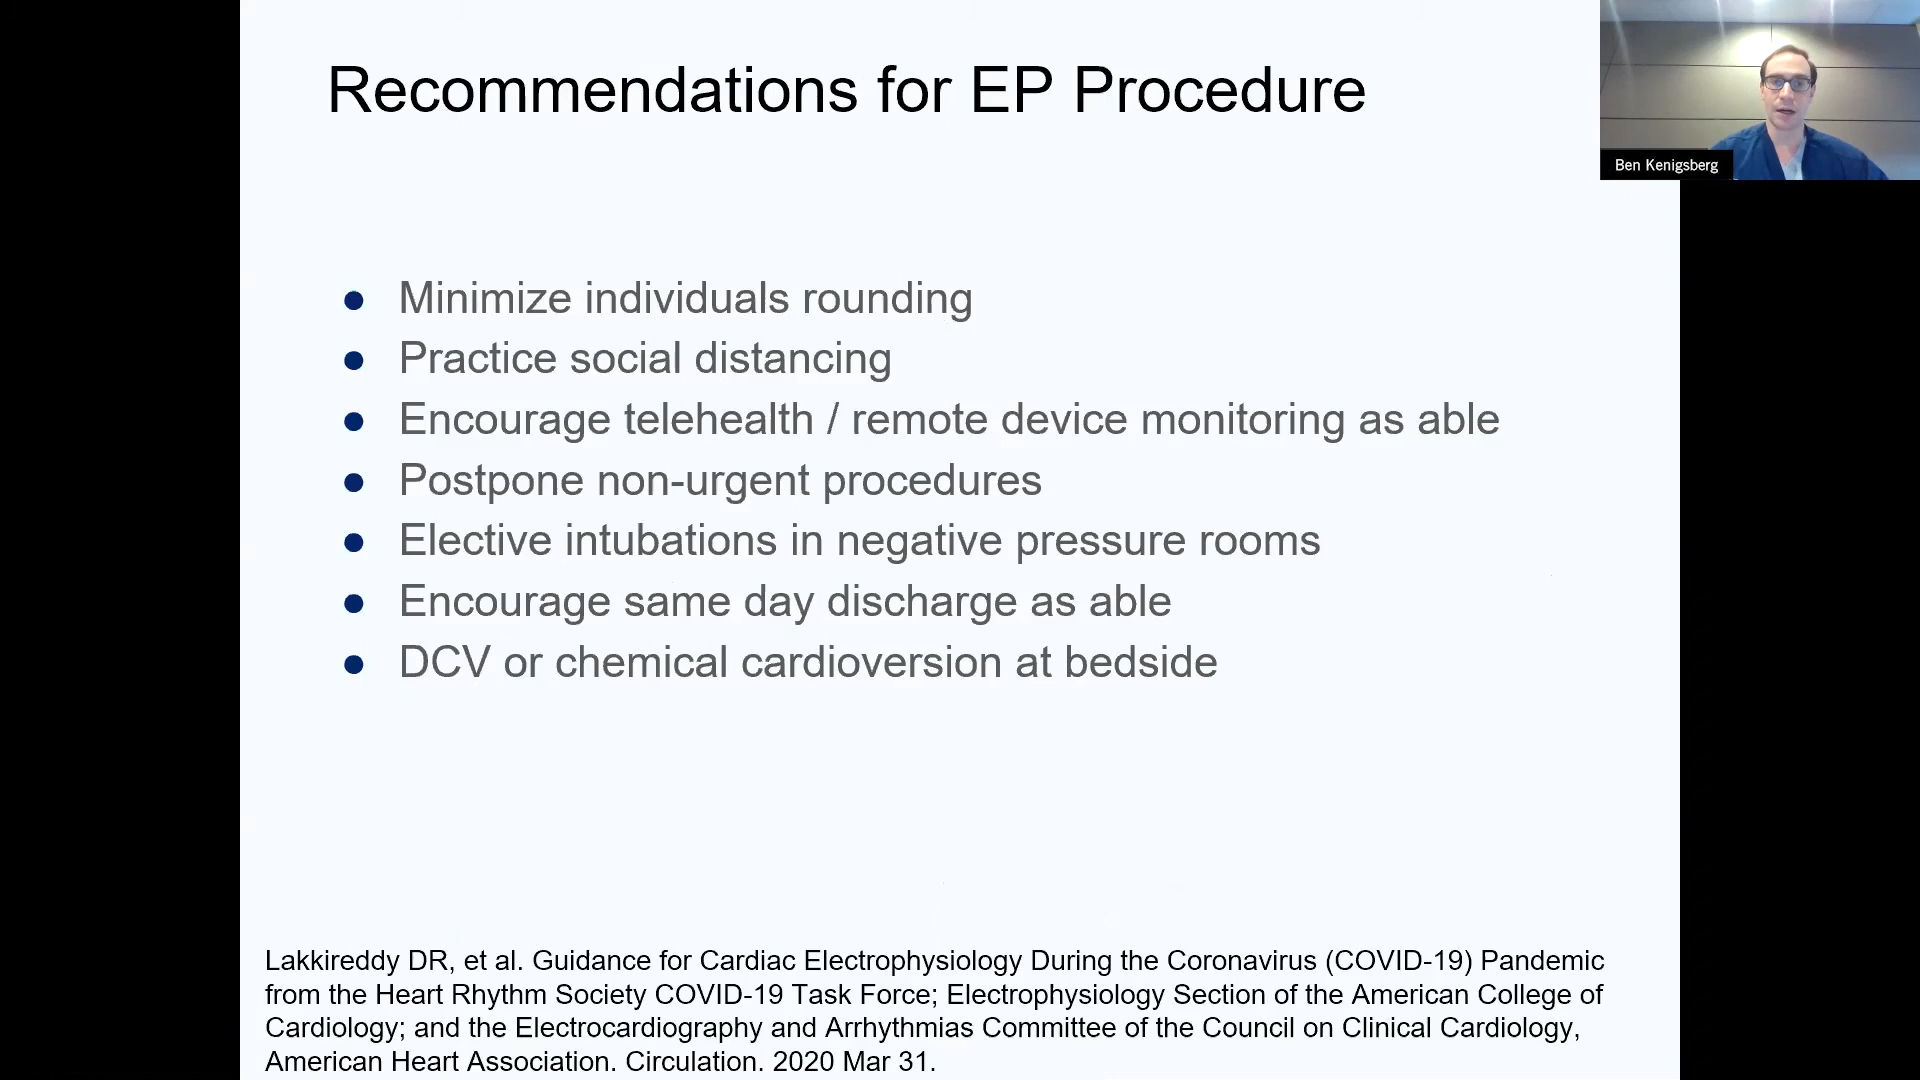 Recommendations for EP Procedure
Ben Kenigsberg
● Minimize individuals rounding
● Practice social distancing
● Encourage telehealth / remote device monitoring as able
● Postpone non-urgent procedures
● Elective intubations in negative pressure rooms
● Encourage same day discharge as able
● DCV or chemical cardioversion at bedside
Lakkireddy DR, et al. Guidance for Cardiac Electrophysiology During the Coronavirus (COVID-19) Pandemic
from the Heart Rhythm Society COVID-19 Task Force; Electrophysiology Section of the American College of
Cardiology; and the Electrocardiography and Arrhythmias Committee of the Council on Clinical Cardiology,
American Heart Association. Circulation. 2020 Mar 31.